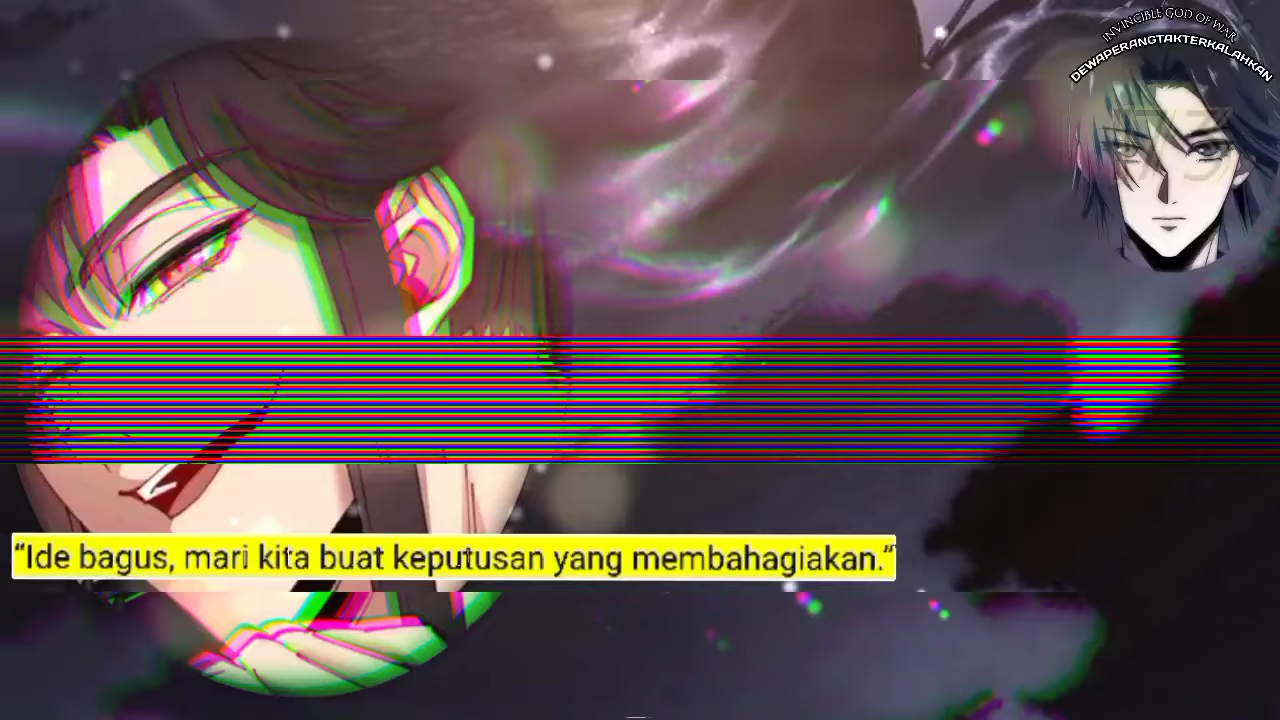 INVINCIBLE GOD OF WAR
DEWAPERANGTAKTERKALAHKAN
“Ide bagus, mari kita buat keputusan yang membahagiakan.”